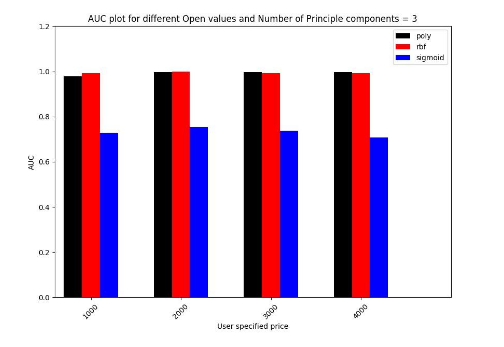 AUC plot for different Open values and Number of Principle components = 3
1.2
poly
rbf
sigmoid
1.0
0.8
0.6
0.4
0.2
0.0
AUC
1000
2000
3000
4000
User specified price